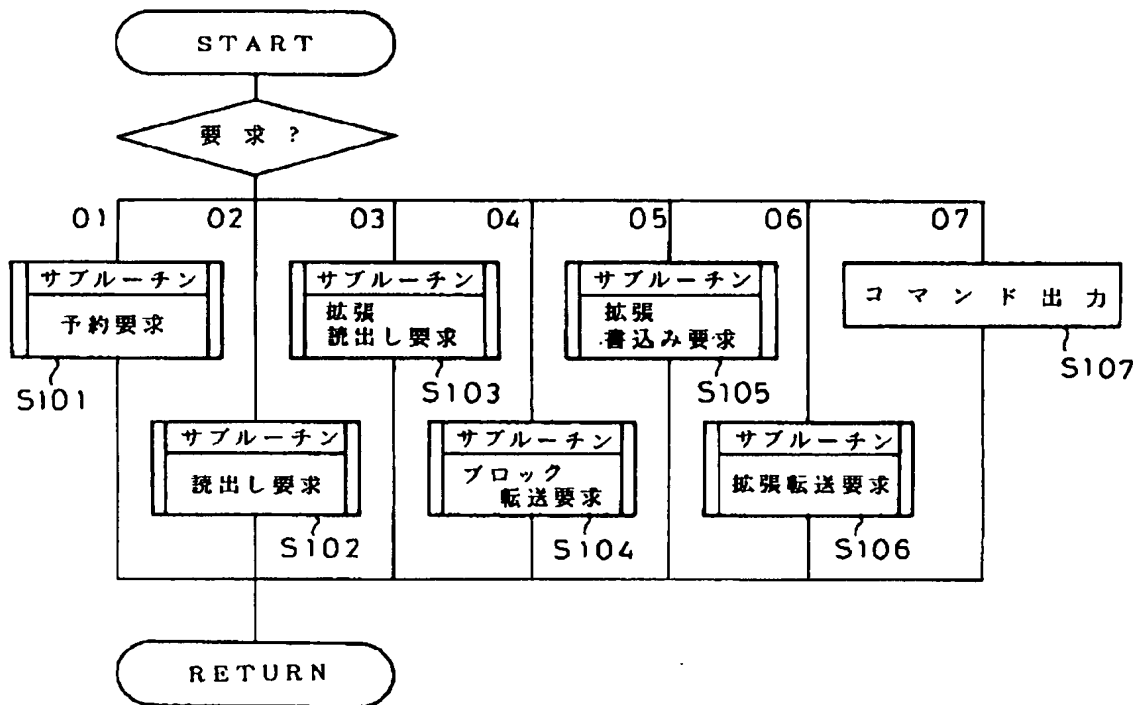 START
要求?
01 02 03 04 05 06 07
サブルーチン
予約要求
S101
サブルーチン
拡張
読出し要求
S103
サブルーチン
拡張
書込み要求
S105
コマンド出力
S107
サブルーチン
読出し要求
S102
サブルーチン
ブロック
転送要求
S104
サブルーチン
拡張転送要求
S106
RETURN